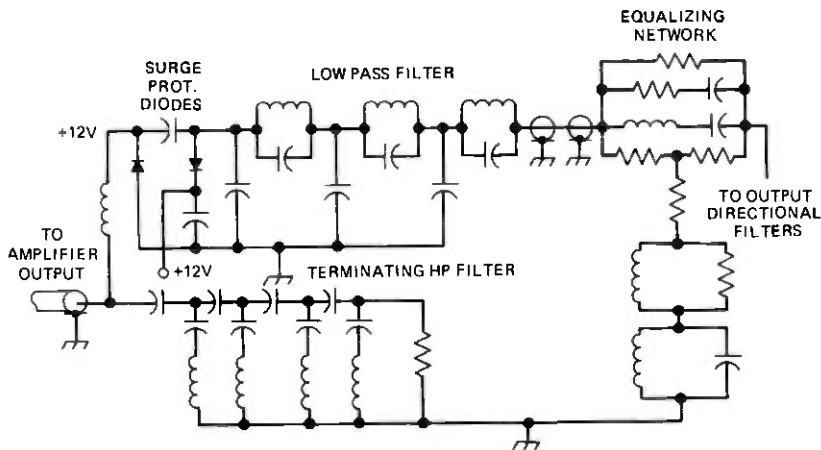 EQUALIZING
NETWORK
SURGE
PROT.
DIODES
LOW PASS FILTER
+12V
TO OUTPUT
DIRECTIONAL
FILTERS
TO
AMPLIFIER
OUTPUT
+12V
TERMINATING HP FILTER